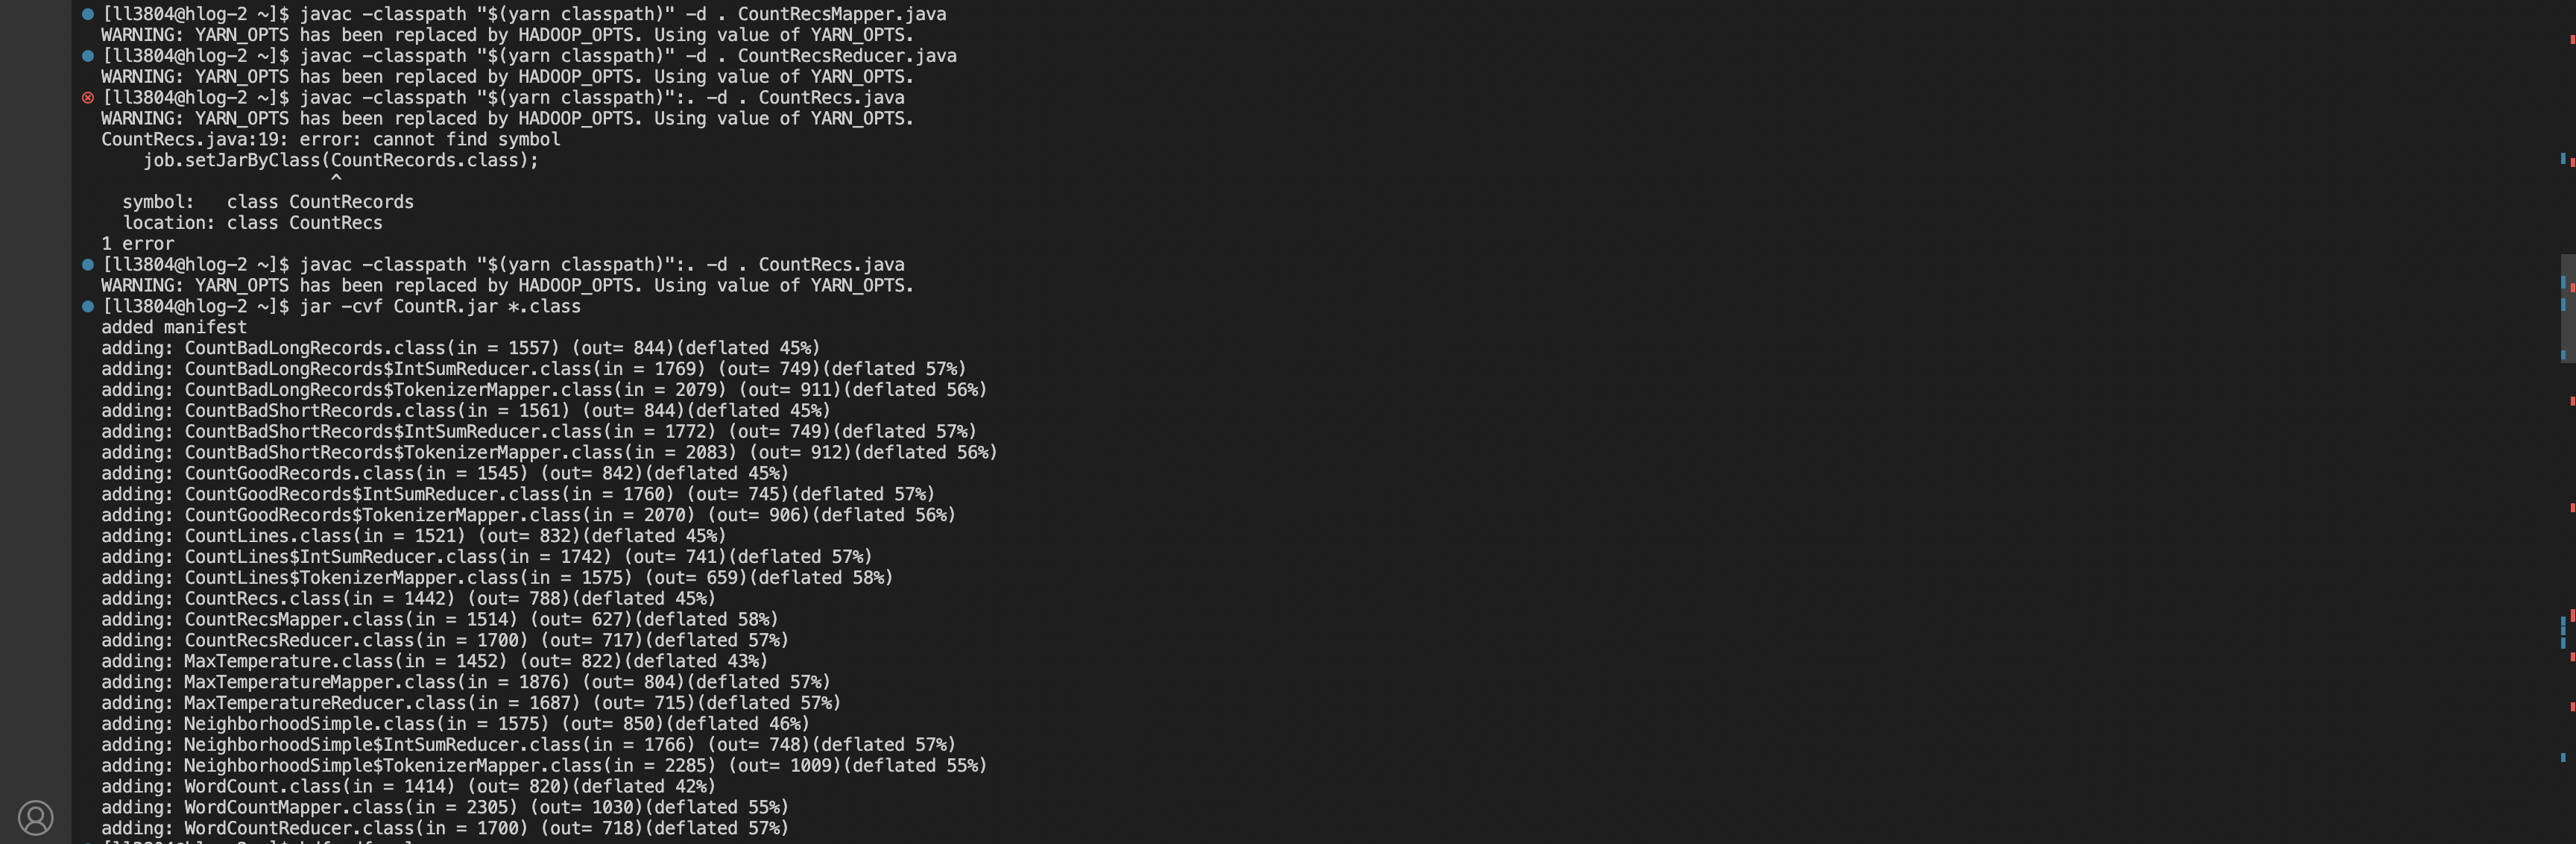 [ll3804@hlog-2 ~]$ javac -classpath "$(yarn classpath)" -d . CountRecsMapper.java
WARNING: YARN_OPTS has been replaced by HADOOP_OPTS. Using value of YARN_OPTS.
[ll3804@hlog-2 ~]$ javac -classpath "$(yarn classpath)" -d . CountRecsReducer.java
WARNING: YARN_OPTS has been replaced by HADOOP_OPTS. Using value of YARN_OPTS.
[ll3804@hlog-2 ~]$ javac -classpath "$(yarn classpath)":. -d . CountRecs.java
WARNING: YARN_OPTS has been replaced by HADOOP_OPTS. Using value of YARN_OPTS.
CountRecs.java:19: error: cannot find symbol
    job.setJarByClass(CountRecords.class);
                      ^
  symbol:   class CountRecords
  location: class CountRecs
1 error
[ll3804@hlog-2 ~]$ javac -classpath "$(yarn classpath)":. -d . CountRecs.java
WARNING: YARN_OPTS has been replaced by HADOOP_OPTS. Using value of YARN_OPTS.
[ll3804@hlog-2 ~]$ jar -cvf CountR.jar *.class
added manifest
adding: CountBadLongRecords.class(in = 1557) (out= 844)(deflated 45%)
adding: CountBadLongRecords$IntSumReducer.class(in = 1769) (out= 749)(deflated 57%)
adding: CountBadLongRecords$TokenizerMapper.class(in = 2079) (out= 911)(deflated 56%)
adding: CountBadShortRecords.class(in = 1561) (out= 844)(deflated 45%)
adding: CountBadShortRecords$IntSumReducer.class(in = 1772) (out= 749)(deflated 57%)
adding: CountBadShortRecords$TokenizerMapper.class(in = 2083) (out= 912)(deflated 56%)
adding: CountGoodRecords.class(in = 1545) (out= 842)(deflated 45%)
adding: CountGoodRecords$IntSumReducer.class(in = 1760) (out= 745)(deflated 57%)
adding: CountGoodRecords$TokenizerMapper.class(in = 2070) (out= 906)(deflated 56%)
adding: CountLines.class(in = 1521) (out= 832)(deflated 45%)
adding: CountLines$IntSumReducer.class(in = 1742) (out= 741)(deflated 57%)
adding: CountLines$TokenizerMapper.class(in = 1575) (out= 659)(deflated 58%)
adding: CountRecs.class(in = 1442) (out= 788)(deflated 45%)
adding: CountRecsMapper.class(in = 1514) (out= 627)(deflated 58%)
adding: CountRecsReducer.class(in = 1700) (out= 717)(deflated 57%)
adding: MaxTemperature.class(in = 1452) (out= 822)(deflated 43%)
adding: MaxTemperatureMapper.class(in = 1876) (out= 804)(deflated 57%)
adding: MaxTemperatureReducer.class(in = 1687) (out= 715)(deflated 57%)
adding: NeighborhoodSimple.class(in = 1575) (out= 850)(deflated 46%)
adding: NeighborhoodSimple$IntSumReducer.class(in = 1766) (out= 748)(deflated 57%)
adding: NeighborhoodSimple$TokenizerMapper.class(in = 2285) (out= 1009)(deflated 55%)
adding: WordCount.class(in = 1414) (out= 820)(deflated 42%)
adding: WordCountMapper.class(in = 2305) (out= 1030)(deflated 55%)
adding: WordCountReducer.class(in = 1700) (out= 718)(deflated 57%)